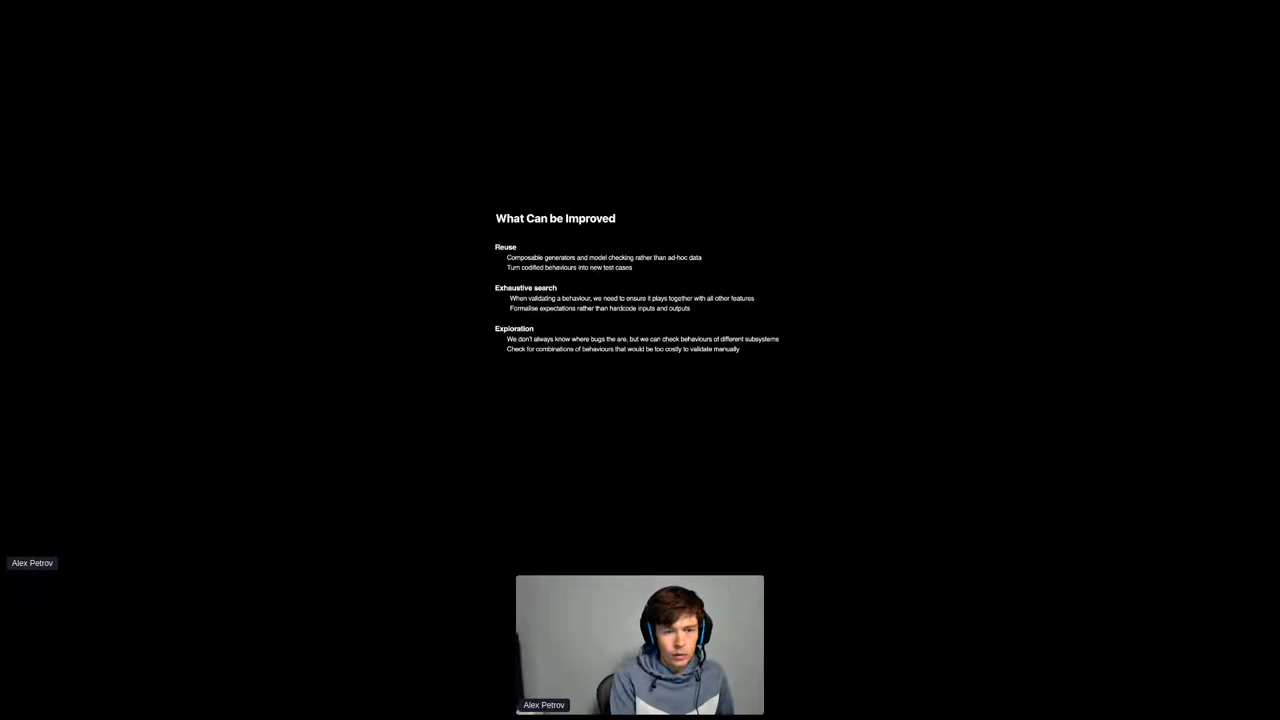 What Can be Improved
Reuse
Composable generators and model checking rather than ad-hoc data
Turn codified behaviours into new test cases
Exhaustive search
When validating a behaviour, we need to ensure it plays together with all other features
Formalise expectations rather than hardcode inputs and outputs
Exploration
We don't always know where bugs the are, but we can check behaviours of different subsystems
Check for combinations of behaviours that would be too costly to validate manually
Alex Petrov
Alex Petrov